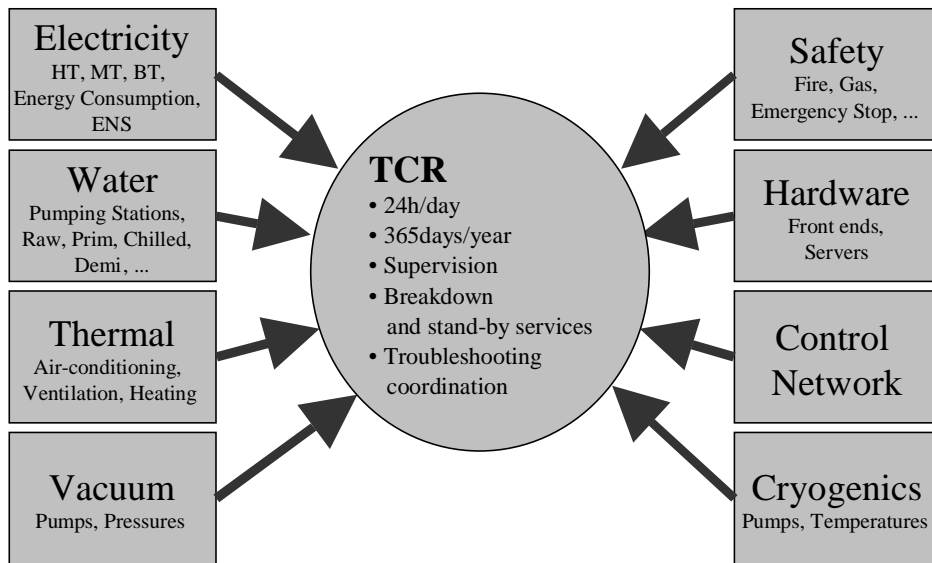 Electricity
HT, MT, BT,
Energy Consumption,
ENS
Water
Pumping Stations,
Raw, Prim, Chilled,
Demi, ...
Thermal
Air-conditioning,
Ventilation, Heating
Vacuum
Pumps, Pressures
TCR
• 24h/day
• 365days/year
• Supervision
• Breakdown
and stand-by services
• Troubleshooting
coordination
Safety
Fire, Gas,
Emergency Stop, ...
Hardware
Front ends,
Servers
Control
Network
Cryogenics
Pumps, Temperatures